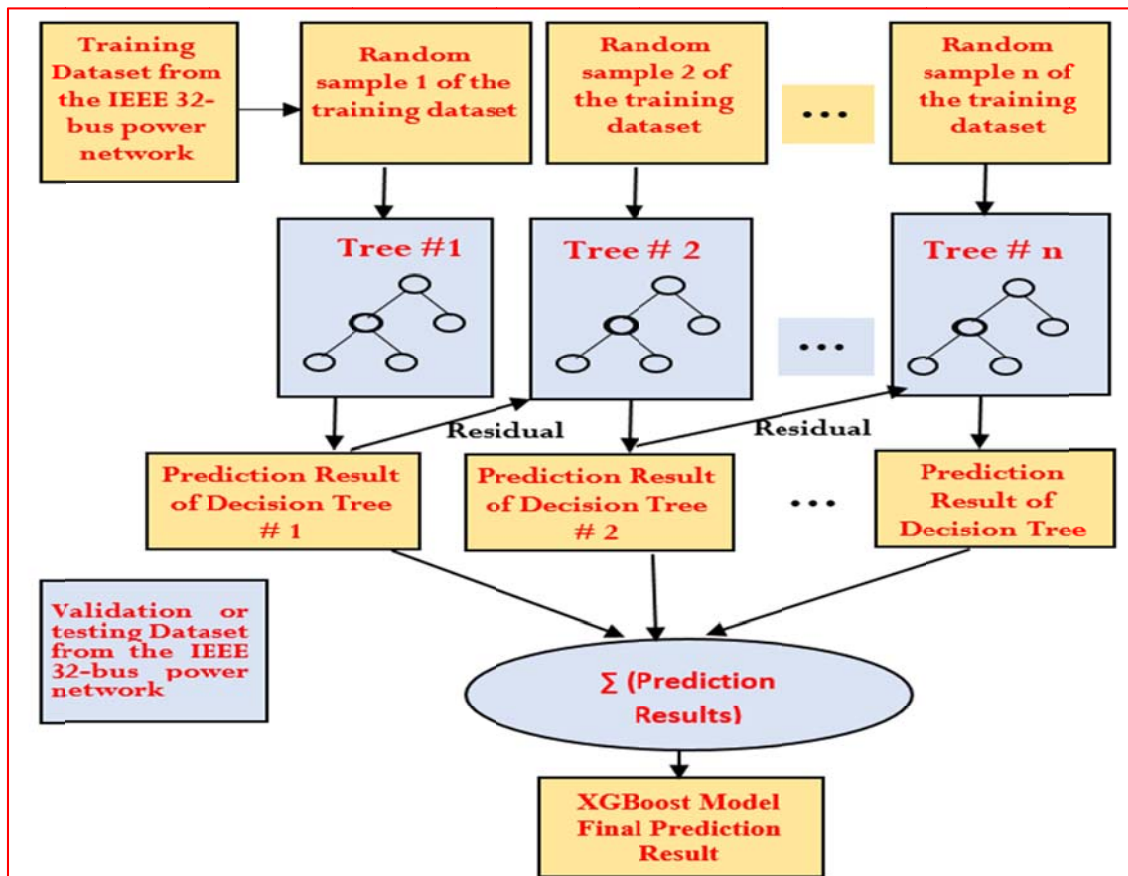 Training
Dataset from
the IEEE 32-
bus power
network
Random
sample 1 of the
training dataset
Random
sample 2 of
the training
dataset
...
Random
sample n of
the training
dataset
Tree #1
Tree # 2
...
Tree # n
Residual
Residual
Prediction Result
of Decision Tree
# 1
Prediction Result
of Decision Tree
# 2
...
Prediction
Result of
Decision Tree
Validation or
testing Dataset
from the IEEE
32-bus power
network
∑ (Prediction
Results)
XGBoost Model
Final Prediction
Result